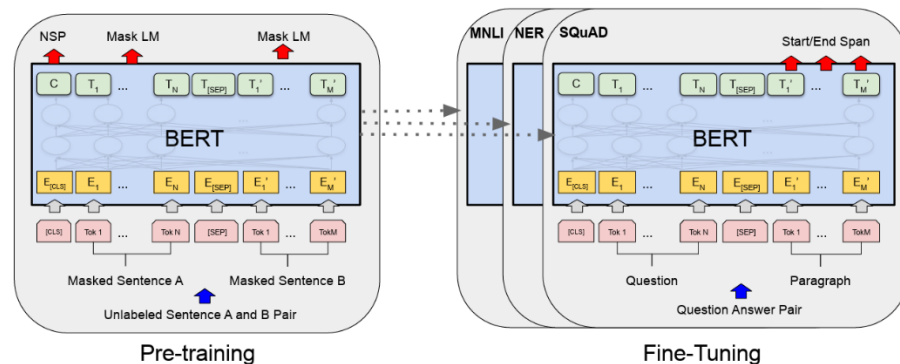 NSP Mask LM Mask LM
C T1 ... TN T[SEP] T1' ... TM'
BERT
E[CLS] E1 ... EN E[SEP] E1' ... EM'
[CLS] Tok 1 ... Tok N [SEP] Tok 1 ... TokM
Masked Sentence A Masked Sentence B
Unlabeled Sentence A and B Pair
Pre-training
MNLI NER SQuAD
Start/End Span
C T1 ... TN T[SEP] T1' ... TM'
BERT
E[CLS] E1 ... EN E[SEP] E1' ... EM'
[CLS] Tok 1 ... Tok N [SEP] Tok 1 ... TokM
Question Paragraph
Question Answer Pair
Fine-Tuning